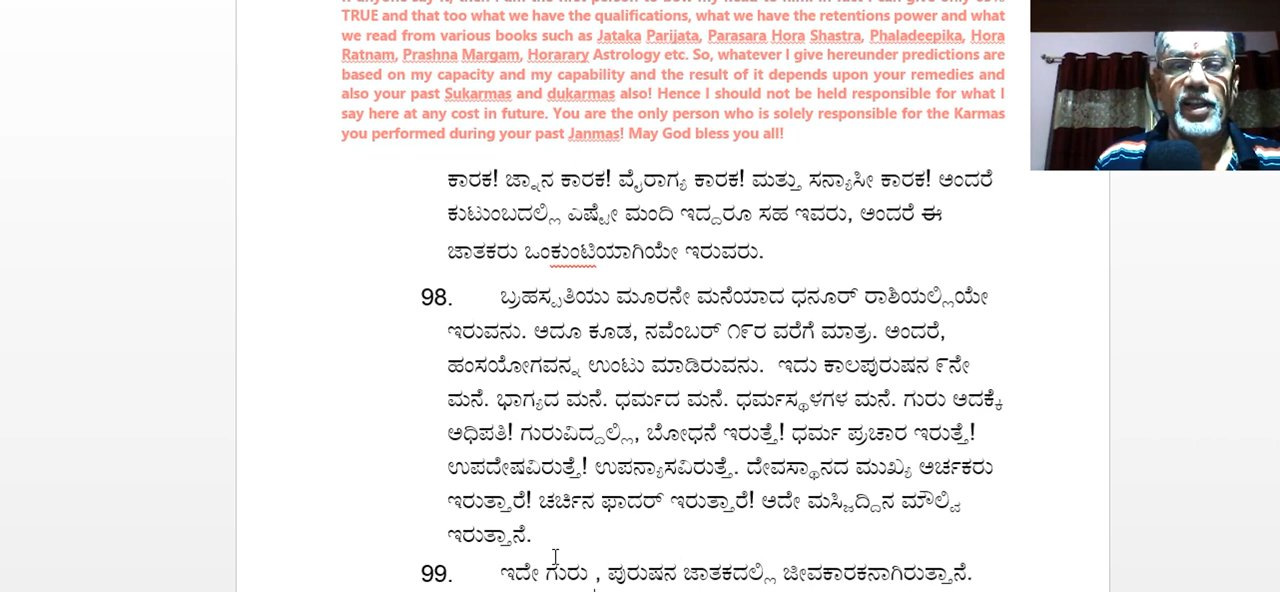 TRUE and that too what we have the qualifications, what we have the retentions power and what
we read from various books such as Jataka Parijata, Parasara Hora Shastra, Phaladeepika, Hora
Ratnam, Prashna Margam, Horarary Astrology etc. So, whatever I give hereunder predictions are
based on my capacity and my capability and the result of it depends upon your remedies and
also your past Sukarmas and dukarmas also! Hence I should not be held responsible for what I
say here at any cost in future. You are the only person who is solely responsible for the Karmas
you performed during your past Janmas! May God bless you all!
ಕಾರಕ! ಜ್ಞಾನ ಕಾರಕ! ವೈರಾಗ್ಯ ಕಾರಕ! ಮತ್ತು ಸನ್ಯಾಸೀ ಕಾರಕ! ಅಂದರೆ
ಕುಟುಂಬದಲ್ಲಿ ಎಷ್ಟೇ ಮಂದಿ ಇದ್ದರೂ ಸಹ ಇವರು, ಅಂದರೆ ಈ
ಜಾತಕರು ಒಂಕುಂಟಿಯಾಗಿಯೇ ಇರುವರು.
98. ಬ್ರಹಸ್ಪತಿಯು ಮೂರನೇ ಮನೆಯಾದ ಧನೂರ್ ರಾಶಿಯಲ್ಲಿಯೇ
ಇರುವನು. ಅದೂ ಕೂಡ, ನವೆಂಬರ್ ೧೯ರ ವರೆಗೆ ಮಾತ್ರ. ಅಂದರೆ,
ಹಂಸಯೋಗವನ್ನು ಉಂಟು ಮಾಡಿರುವನು. ಇದು ಕಾಲಪುರುಷನ ೯ನೇ
ಮನೆ. ಭಾಗ್ಯದ ಮನೆ. ಧರ್ಮದ ಮನೆ. ಧರ್ಮಸ್ಥಳಗಳ ಮನೆ. ಗುರು ಅದಕ್ಕೆ
ಅಧಿಪತಿ! ಗುರುವಿದ್ದಲ್ಲಿ, ಬೋಧನೆ ಇರುತ್ತೆ! ಧರ್ಮ ಪ್ರಚಾರ ಇರುತ್ತೆ!
ಉಪದೇಷವಿರುತ್ತೆ! ಉಪನ್ಯಾಸವಿರುತ್ತೆ. ದೇವಸ್ಥಾನದ ಮುಖ್ಯ ಅರ್ಚಕರು
ಇರುತ್ತಾರೆ! ಚರ್ಚಿನ ಫಾದರ್ ಇರುತ್ತಾರೆ! ಅದೇ ಮಸ್ಜಿದ್ದಿನ ಮೌಲ್ವಿ
ಇರುತ್ತಾನೆ.
99. ಇದೇ ಗುರು , ಪುರುಷನ ಜಾತಕದಲ್ಲಿ ಜೀವಕಾರಕನಾಗಿರುತ್ತಾನೆ.